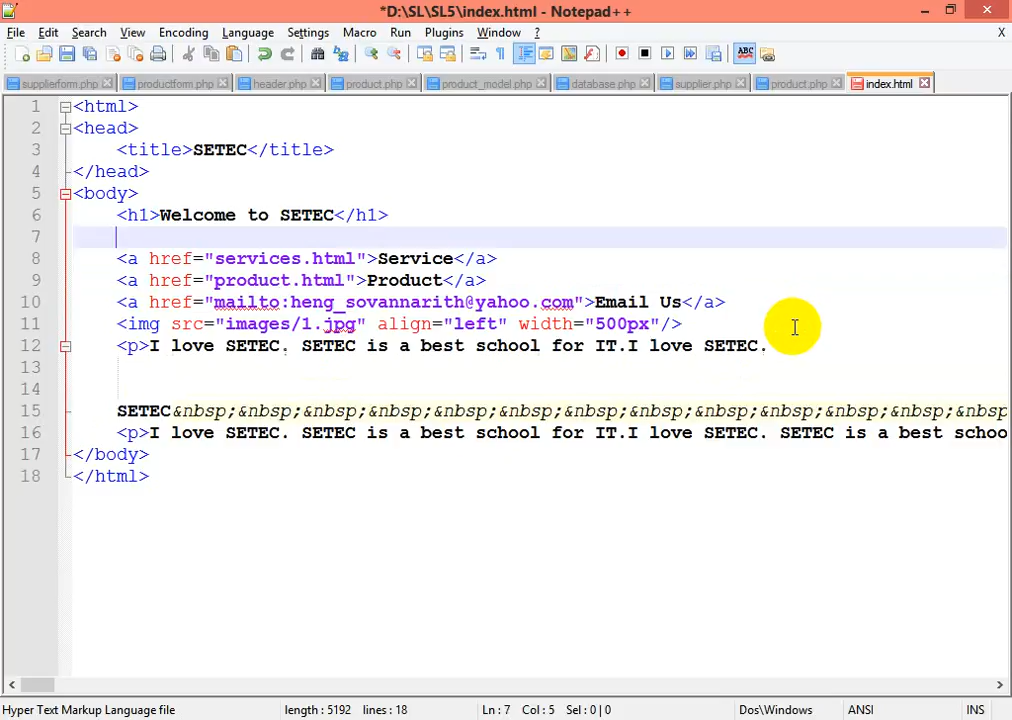 *D:\SL\SL5\index.html - Notepad++
File Edit Search View Encoding Language Settings Macro Run Plugins Window ? X
supplierform.php productform.php header.php product.php product_model.php database.php supplier.php product.php index.html
1 <html>
2 <head>
3 <title>SETEC</title>
4 </head>
5 <body>
6 <h1>Welcome to SETEC</h1>
7
8 <a href="services.html">Service</a>
9 <a href="product.html">Product</a>
10 <a href="mailto:heng_sovannarith@yahoo.com">Email Us</a>
11 <img src="images/1.jpg" align="left" width="500px"/>
12 <p>I love SETEC. SETEC is a best school for IT.I love SETEC.
13
14
15 SETEC&nbsp;&nbsp;&nbsp;&nbsp;&nbsp;&nbsp;&nbsp;&nbsp;&nbsp;&nbsp;&nbsp;&nbsp;&nbsp
16 <p>I love SETEC. SETEC is a best school for IT.I love SETEC. SETEC is a best schoo
17 </body>
18 </html>
Hyper Text Markup Language file length : 5192 lines : 18 Ln : 7 Col : 5 Sel : 0 | 0 Dos\Windows ANSI INS